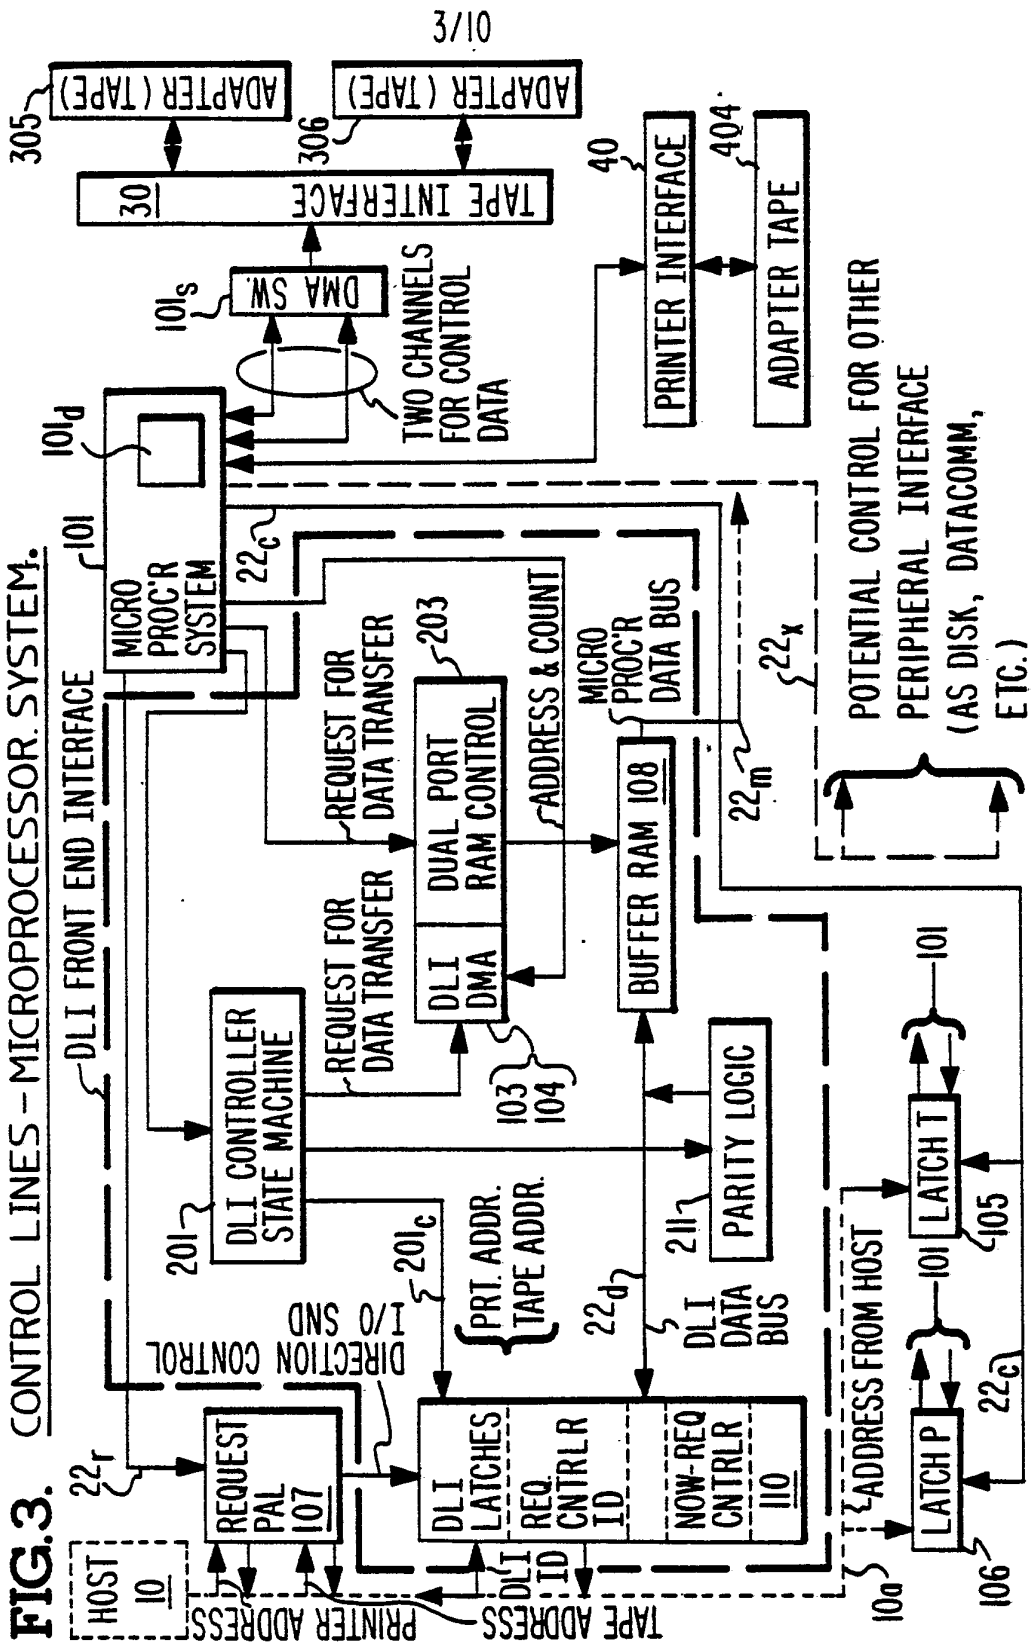 FIG.3.
CONTROL LINES - MICROPROCESSOR SYSTEM.
HOST
10
22r
REQUEST
PAL
107
PRINTER ADDRESS
TAPE ADDRESS
DIRECTION CONTROL
I/O SND
DLI
LATCHES
REQ.
CNTRLR
ID
NOW-REQ
CNTRLR
110
DLI
ID
10a
ADDRESS FROM HOST
LATCH P
106
101
22c
LATCH T
105
101
DLI FRONT END INTERFACE
201
DLI CONTROLLER
STATE MACHINE
201c
PRT. ADDR.
TAPE ADDR.
22d
DLI
DATA
BUS
211
PARITY LOGIC
REQUEST FOR
DATA TRANSFER
REQUEST FOR
DATA TRANSFER
DLI
DMA
103
104
DUAL PORT
RAM CONTROL
203
ADDRESS & COUNT
BUFFER RAM 108
MICRO
PROC'R
DATA BUS
22m
22x
101
MICRO
PROC'R
SYSTEM
101d
22c
101s
DMA
SW.
TWO CHANNELS
FOR CONTROL
DATA
30
TAPE INTERFACE
305
ADAPTER (TAPE)
306
ADAPTER (TAPE)
3/10
40
PRINTER INTERFACE
404
ADAPTER TAPE
POTENTIAL CONTROL FOR OTHER
PERIPHERAL INTERFACE
(AS DISK, DATACOMM,
ETC.)